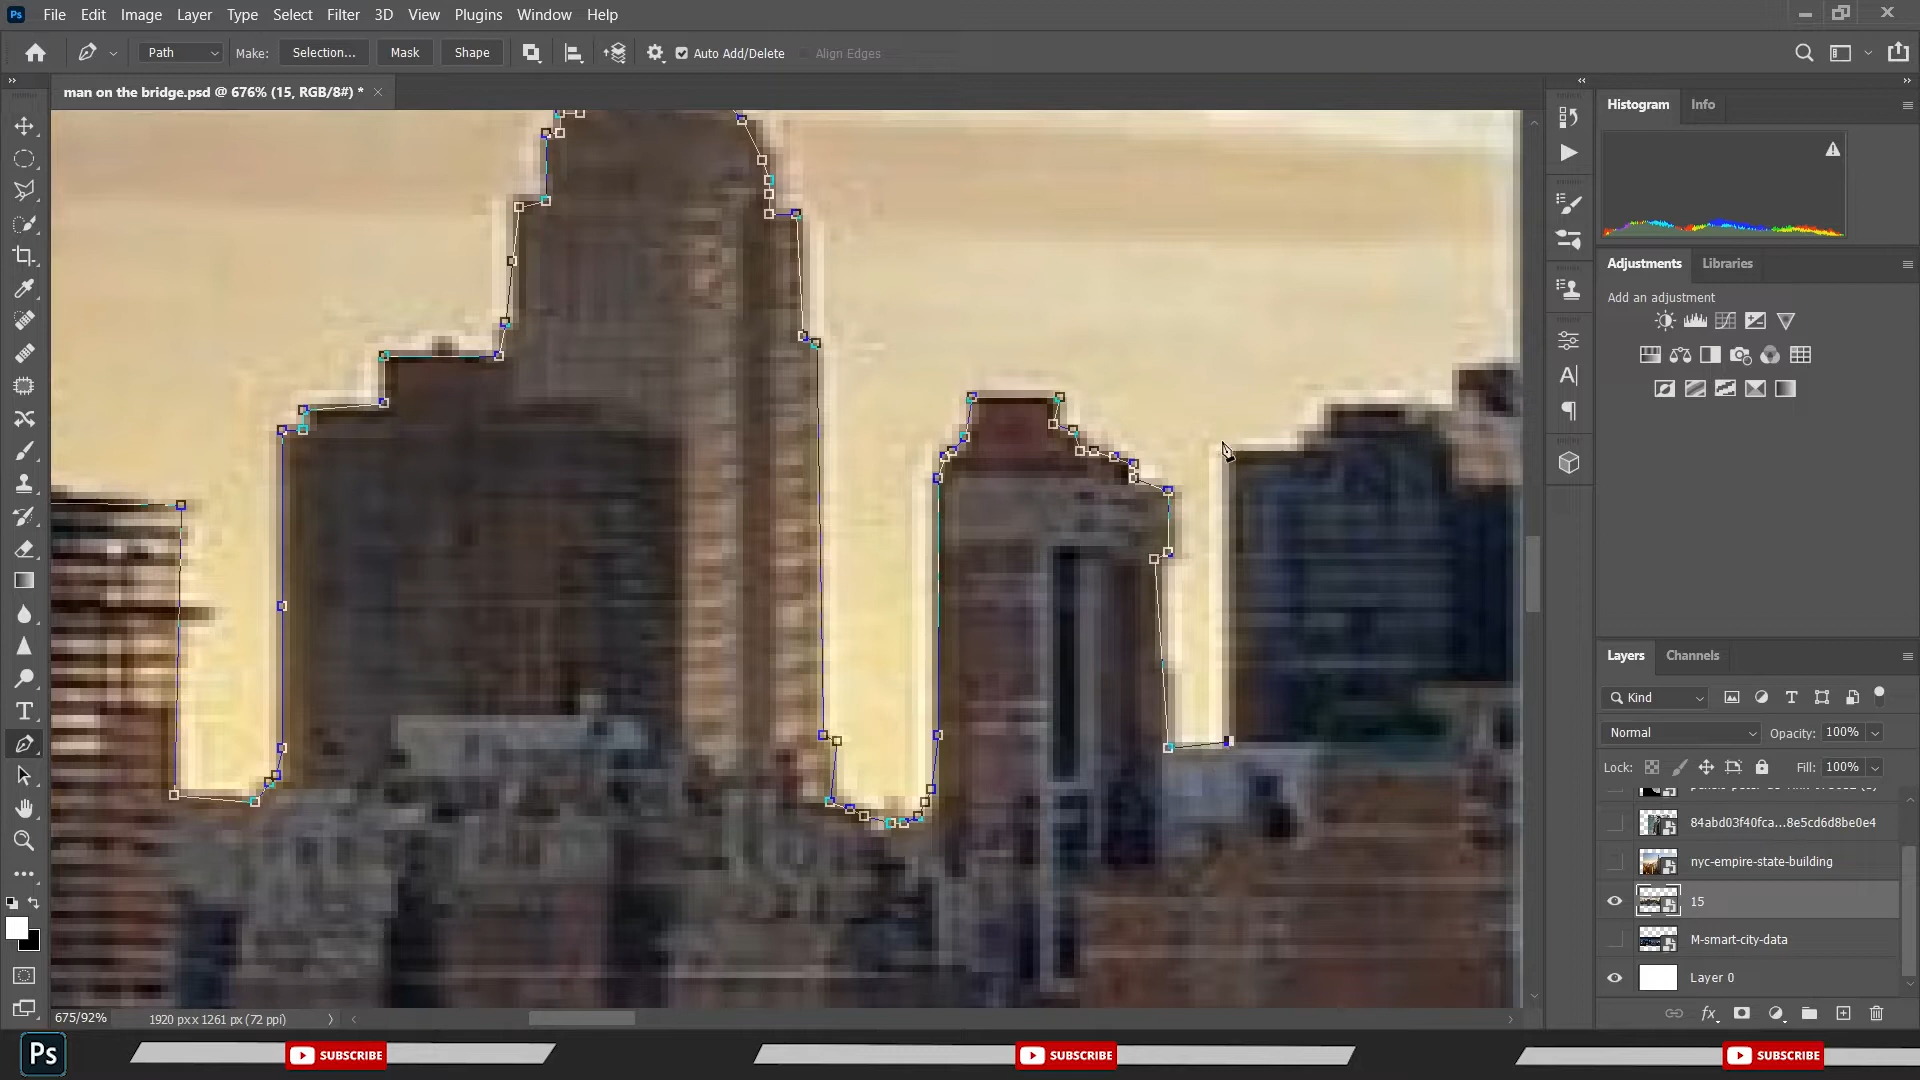 Ps File Edit Image Layer Type Select Filter 3D View Plugins Window Help
Path Make: Selection... Mask Shape Auto Add/Delete Align Edges
man on the bridge.psd @ 676% (15, RGB/8#) *
Histogram Info
Adjustments Libraries
Add an adjustment
Layers Channels
Kind
Normal Opacity: 100%
Lock: Fill: 100%
84abd03f40fca...8e5cd6d8be0e4
nyc-empire-state-building
15
M-smart-city-data
Layer 0
fx
675/92% 1920 px x 1261 px (72 ppi)
Ps SUBSCRIBE SUBSCRIBE SUBSCRIBE